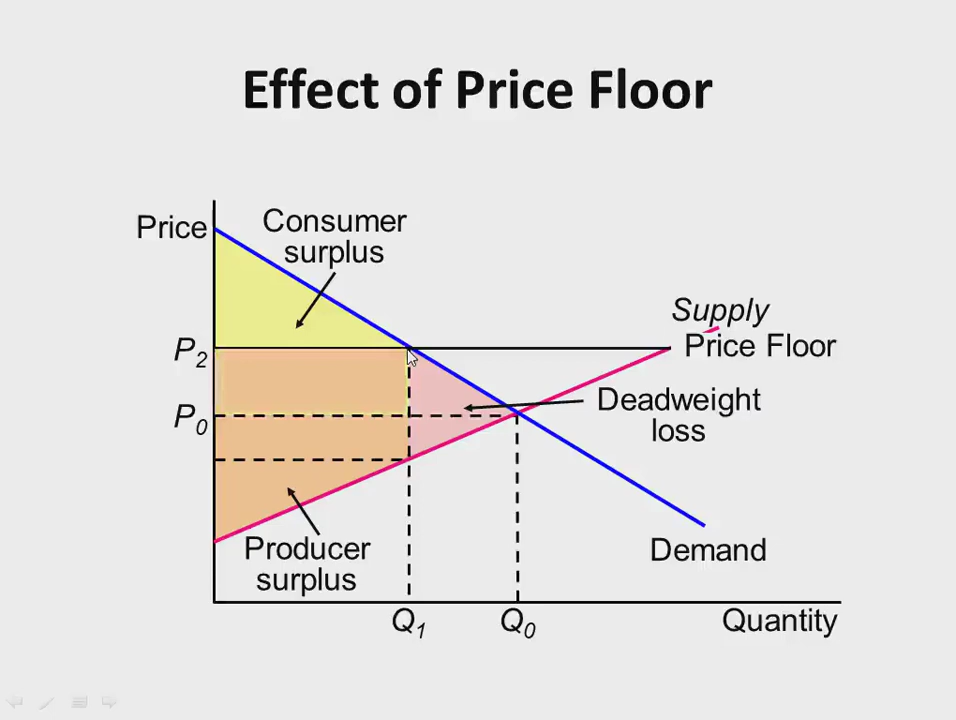 Effect of Price Floor
Price
Consumer
surplus
Supply
P2
Price Floor
P0
Deadweight
loss
Producer
surplus
Demand
Q1
Q0
Quantity